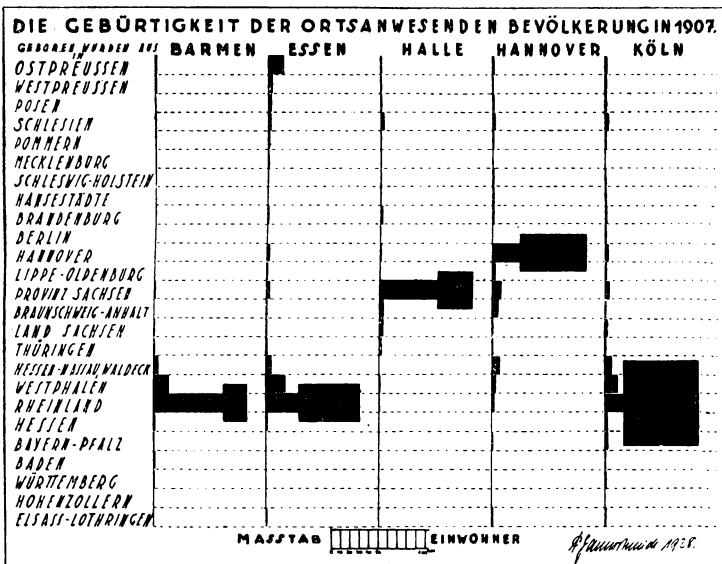 DIE GEBÜRTIGKEIT DER ORTSANWESENDEN BEVÖLKERUNG IN 1907.
GEBOREN WURDEN AUS IN BARMEN ESSEN HALLE HANNOVER KÖLN
OSTPREUSSEN
WESTPREUSSEN
POSEN
SCHLESIEN
POMMERN
MECKLENBURG
SCHLESWIG-HOLSTEIN
HANSESTÄDTE
BRANDENBURG
BERLIN
HANNOVER
LIPPE-OLDENBURG
PROVINZ SACHSEN
BRAUNSCHWEIG-ANHALT
LAND SACHSEN
THÜRINGEN
HESSEN-NASSAU, WALDECK
WESTPHALEN
RHEINLAND
HESSEN
BAYERN-PFALZ
BADEN
WÜRTTEMBERG
HOHENZOLLERN
ELSASS-LOTHRINGEN
MASSTAB EINWOHNER
1928.